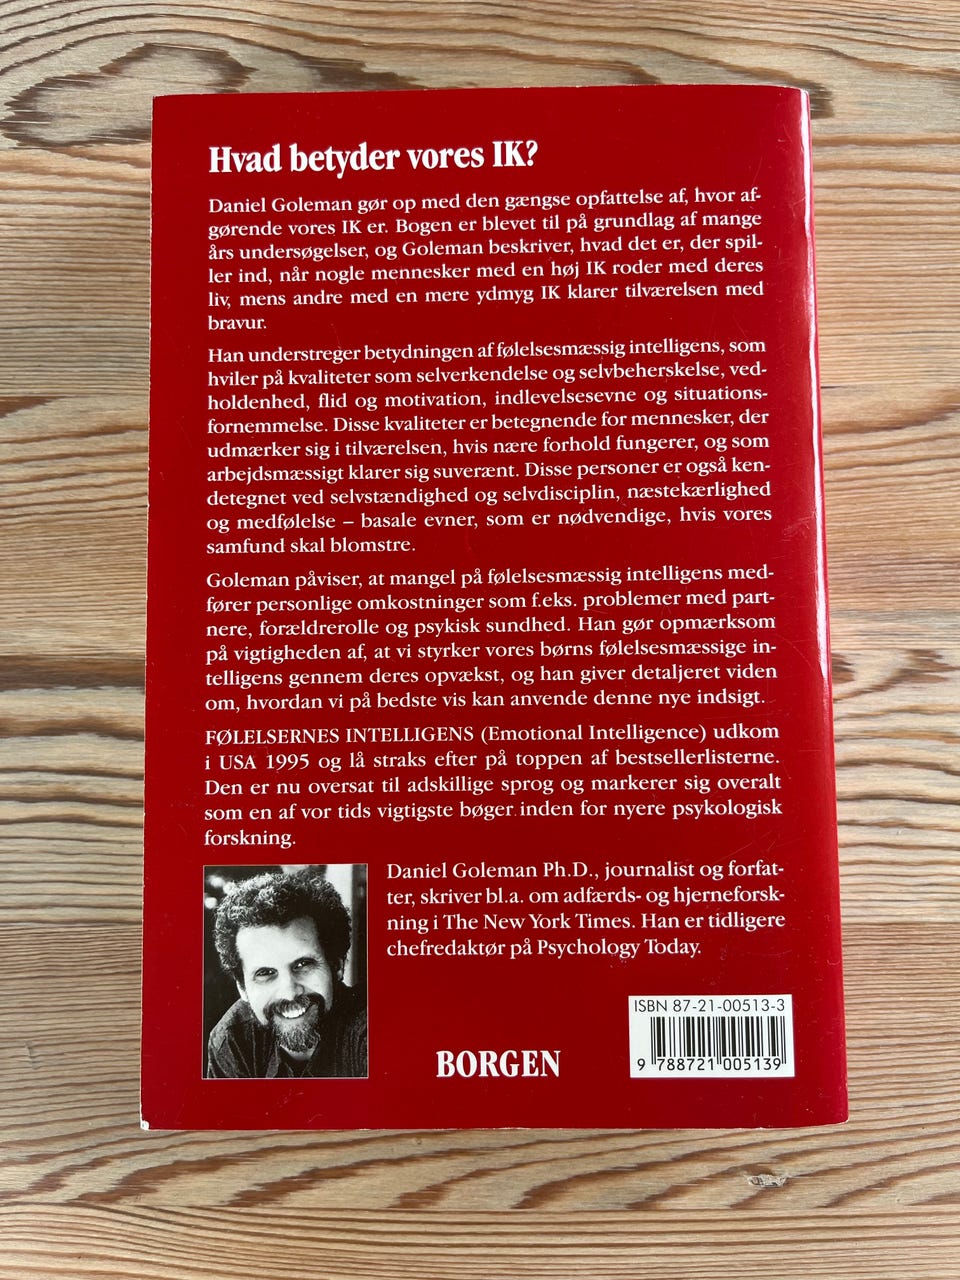 Hvad betyder vores IK?
Daniel Goleman gør op med den gængse opfattelse af, hvor af-
gørende vores IK er. Bogen er blevet til på grundlag af mange
års undersøgelser, og Goleman beskriver, hvad det er, der spil-
ler ind, når nogle mennesker med en høj IK roder med deres
liv, mens andre med en mere ydmyg IK klarer tilværelsen med
bravur.
Han understreger betydningen af følelsesmæssig intelligens, som
hviler på kvaliteter som selverkendelse og selvbeherskelse, ved-
holdenhed, flid og motivation, indlevelsesevne og situations-
fornemmelse. Disse kvaliteter er betegnende for mennesker, der
udmærker sig i tilværelsen, hvis nære forhold fungerer, og som
arbejdsmæssigt klarer sig suverænt. Disse personer er også ken-
detegnet ved selvstændighed og selvdisciplin, næstekærlighed
og medfølelse – basale evner, som er nødvendige, hvis vores
samfund skal blomstre.
Goleman påviser, at mangel på følelsesmæssig intelligens med-
fører personlige omkostninger som f.eks. problemer med part-
nere, forældrerolle og psykisk sundhed. Han gør opmærksom
på vigtigheden af, at vi styrker vores børns følelsesmæssige in-
telligens gennem deres opvækst, og han giver detaljeret viden
om, hvordan vi på bedste vis kan anvende denne nye indsigt.
FØLELSERNES INTELLIGENS (Emotional Intelligence) udkom
i USA 1995 og lå straks efter på toppen af bestsellerlisterne.
Den er nu oversat til adskillige sprog og markerer sig overalt
som en af vor tids vigtigste bøger inden for nyere psykologisk
forskning.
Daniel Goleman Ph.D., journalist og forfat-
ter, skriver bl.a. om adfærds- og hjerneforsk-
ning i The New York Times. Han er tidligere
chefredaktør på Psychology Today.
ISBN 87-21-00513-3
9 788721 005139
BORGEN